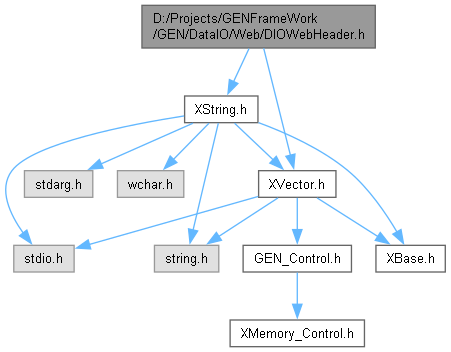 D:/Projects/GENFrameWork
/GEN/DataIO/Web/DIOWebHeader.h
XString.h
stdarg.h
wchar.h
XVector.h
stdio.h
string.h
GEN_Control.h
XBase.h
XMemory_Control.h